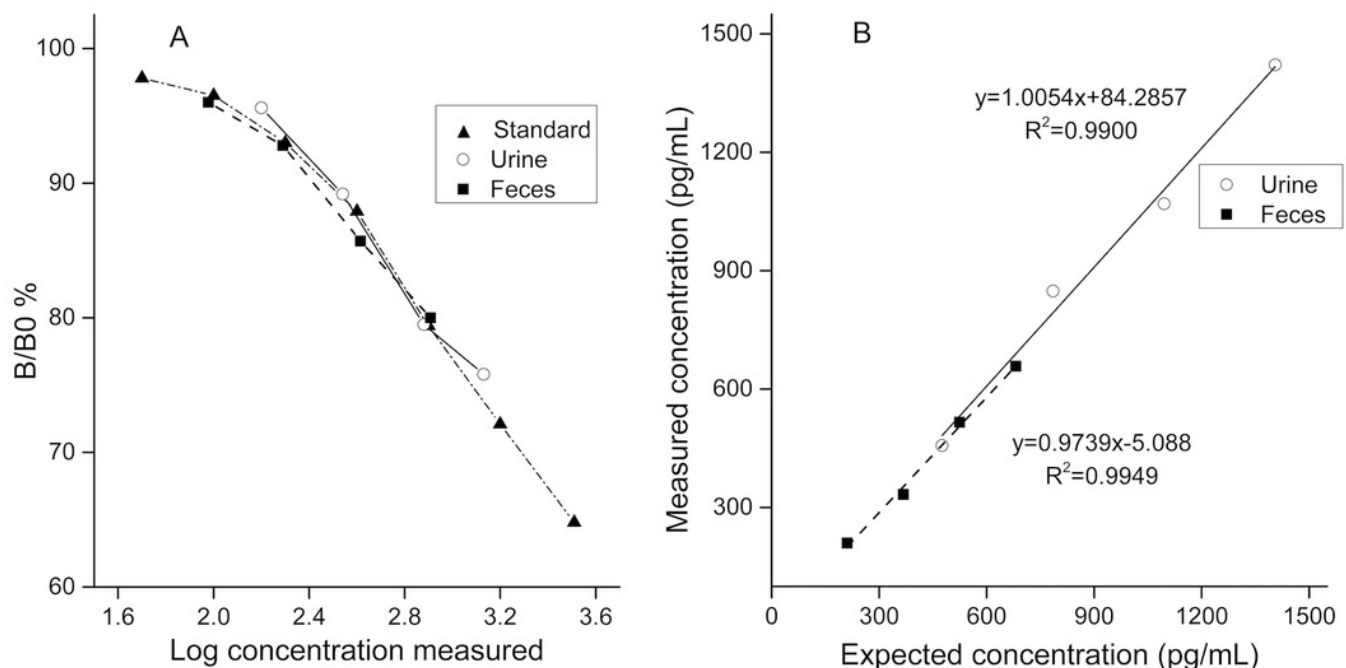 A
100
90
80
70
60
B/B0 %
Standard
Urine
Feces
1.6 2.0 2.4 2.8 3.2 3.6
Log concentration measured
B
1500
1200
900
600
300
Measured concentration (pg/mL)
y=1.0054x+84.2857
R²=0.9900
Urine
Feces
y=0.9739x-5.088
R²=0.9949
0 300 600 900 1200 1500
Expected concentration (pg/mL)